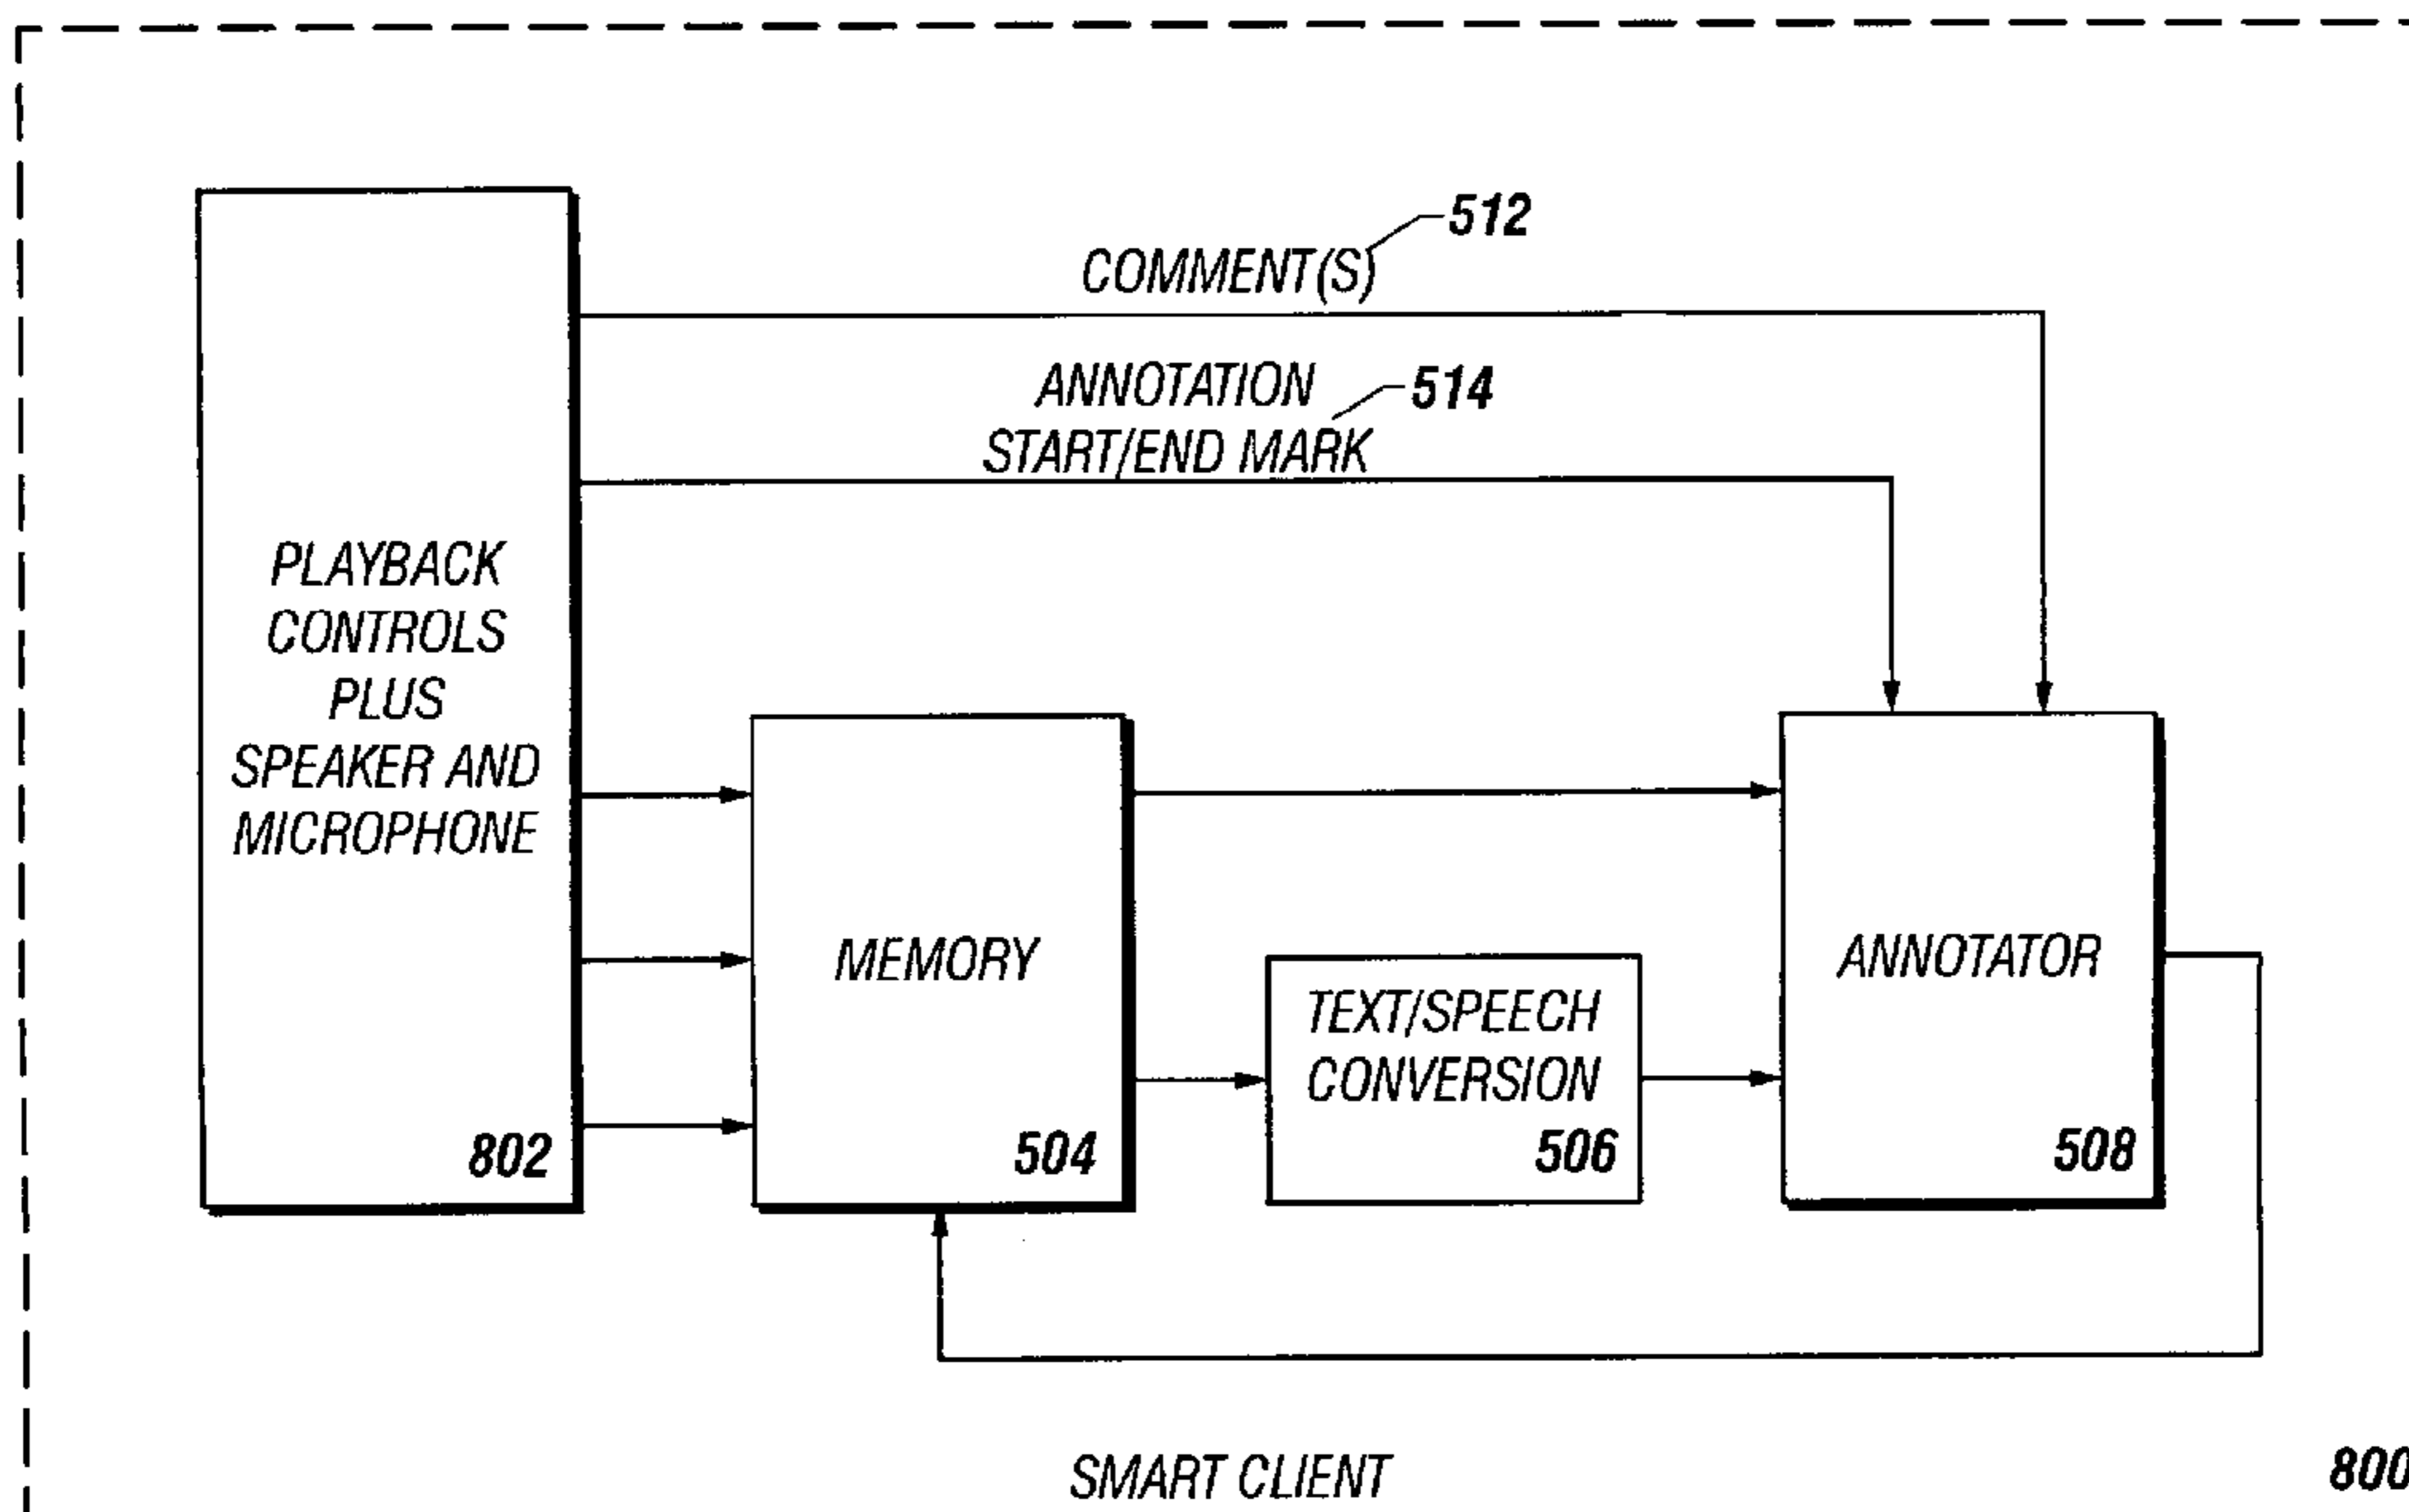 512
COMMENT(S)
ANNOTATION
514
START/END MARK
PLAYBACK
CONTROLS
PLUS
SPEAKER AND
MICROPHONE
802
MEMORY
504
TEXT/SPEECH
CONVERSION
506
ANNOTATOR
508
SMART CLIENT
800